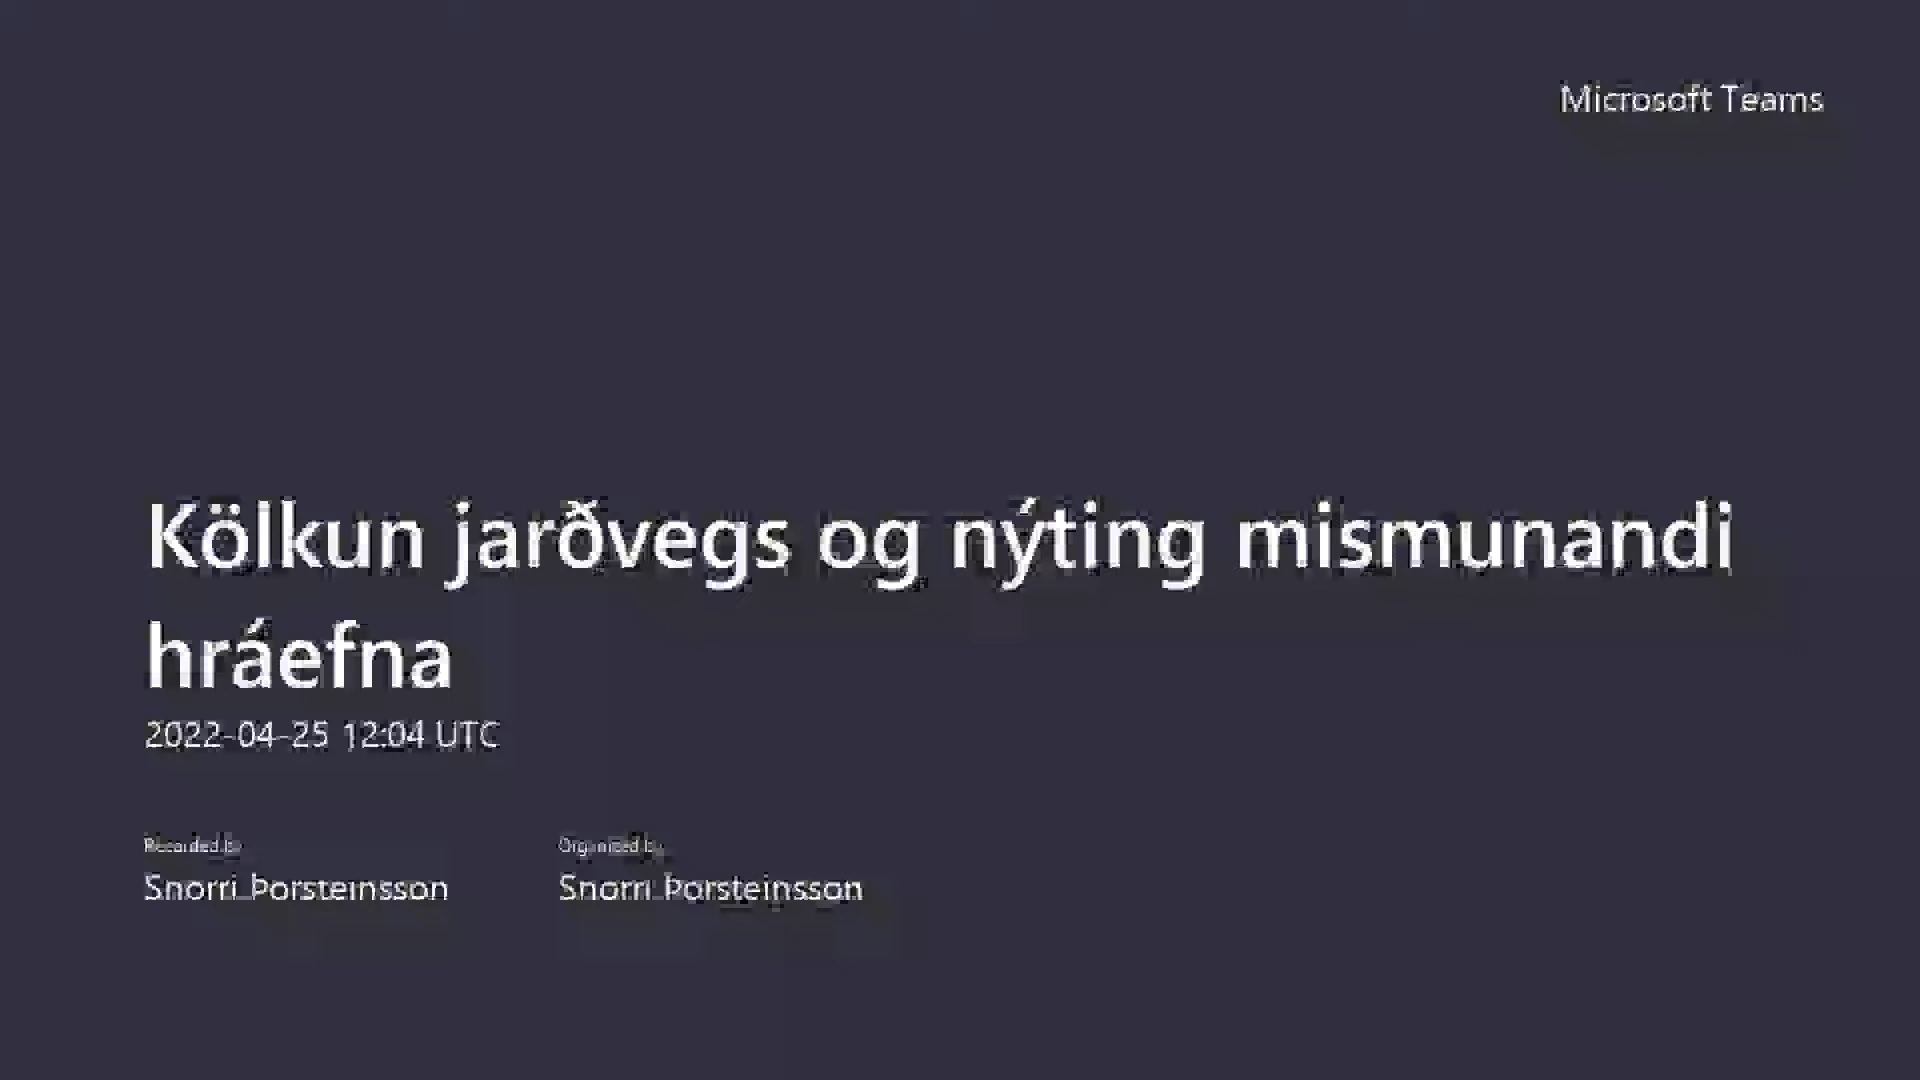 Microsoft Teams
Kölkun jarðvegs og nýting mismunandi
hráefna
2022-04-25 12:04 UTC
Recorded by
Organized by
Snorri Þorsteinsson
Snorri Þorsteinsson